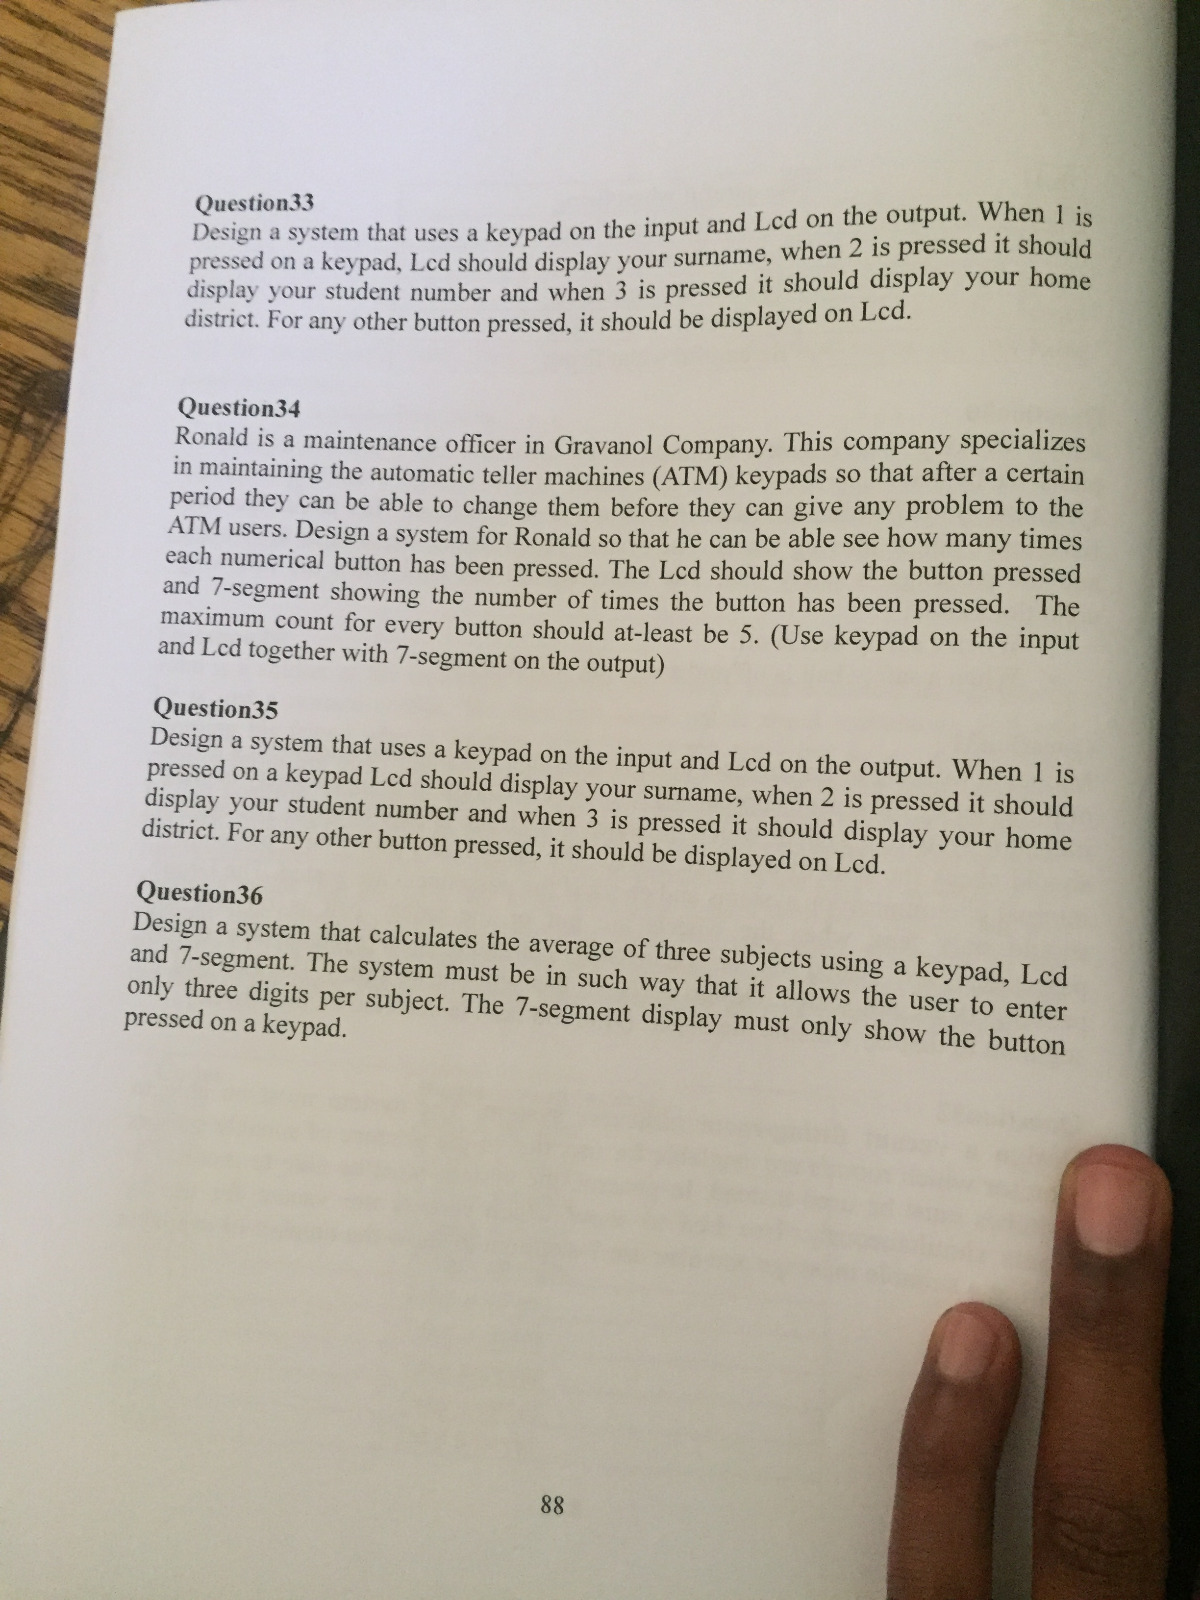 Question33
Design a system that uses a keypad on the input and Lcd on the output. When 1 is
pressed on a keypad, Lcd should display your surname, when 2 is pressed it should
display your student number and when 3 is pressed it should display your home
district. For any other button pressed, it should be displayed on Lcd.
Question34
Ronald is a maintenance officer in Gravanol Company. This company specializes
in maintaining the automatic teller machines (ATM) keypads so that after a certain
period they can be able to change them before they can give any problem to the
ATM users. Design a system for Ronald so that he can be able see how many times
each numerical button has been pressed. The Lcd should show the button pressed
and 7-segment showing the number of times the button has been pressed. The
maximum count for every button should at-least be 5. (Use keypad on the input
and Lcd together with 7-segment on the output)
Question35
Design a system that uses a keypad on the input and Lcd on the output. When 1 is
pressed on a keypad Lcd should display your surname, when 2 is pressed it should
display your student number and when 3 is pressed it should display your home
district. For any other button pressed, it should be displayed on Lcd.
Question36
Design a system that calculates the average of three subjects using a keypad, Lcd
and 7-segment. The system must be in such way that it allows the user to enter
only three digits per subject. The 7-segment display must only show the button
pressed on a keypad.
88